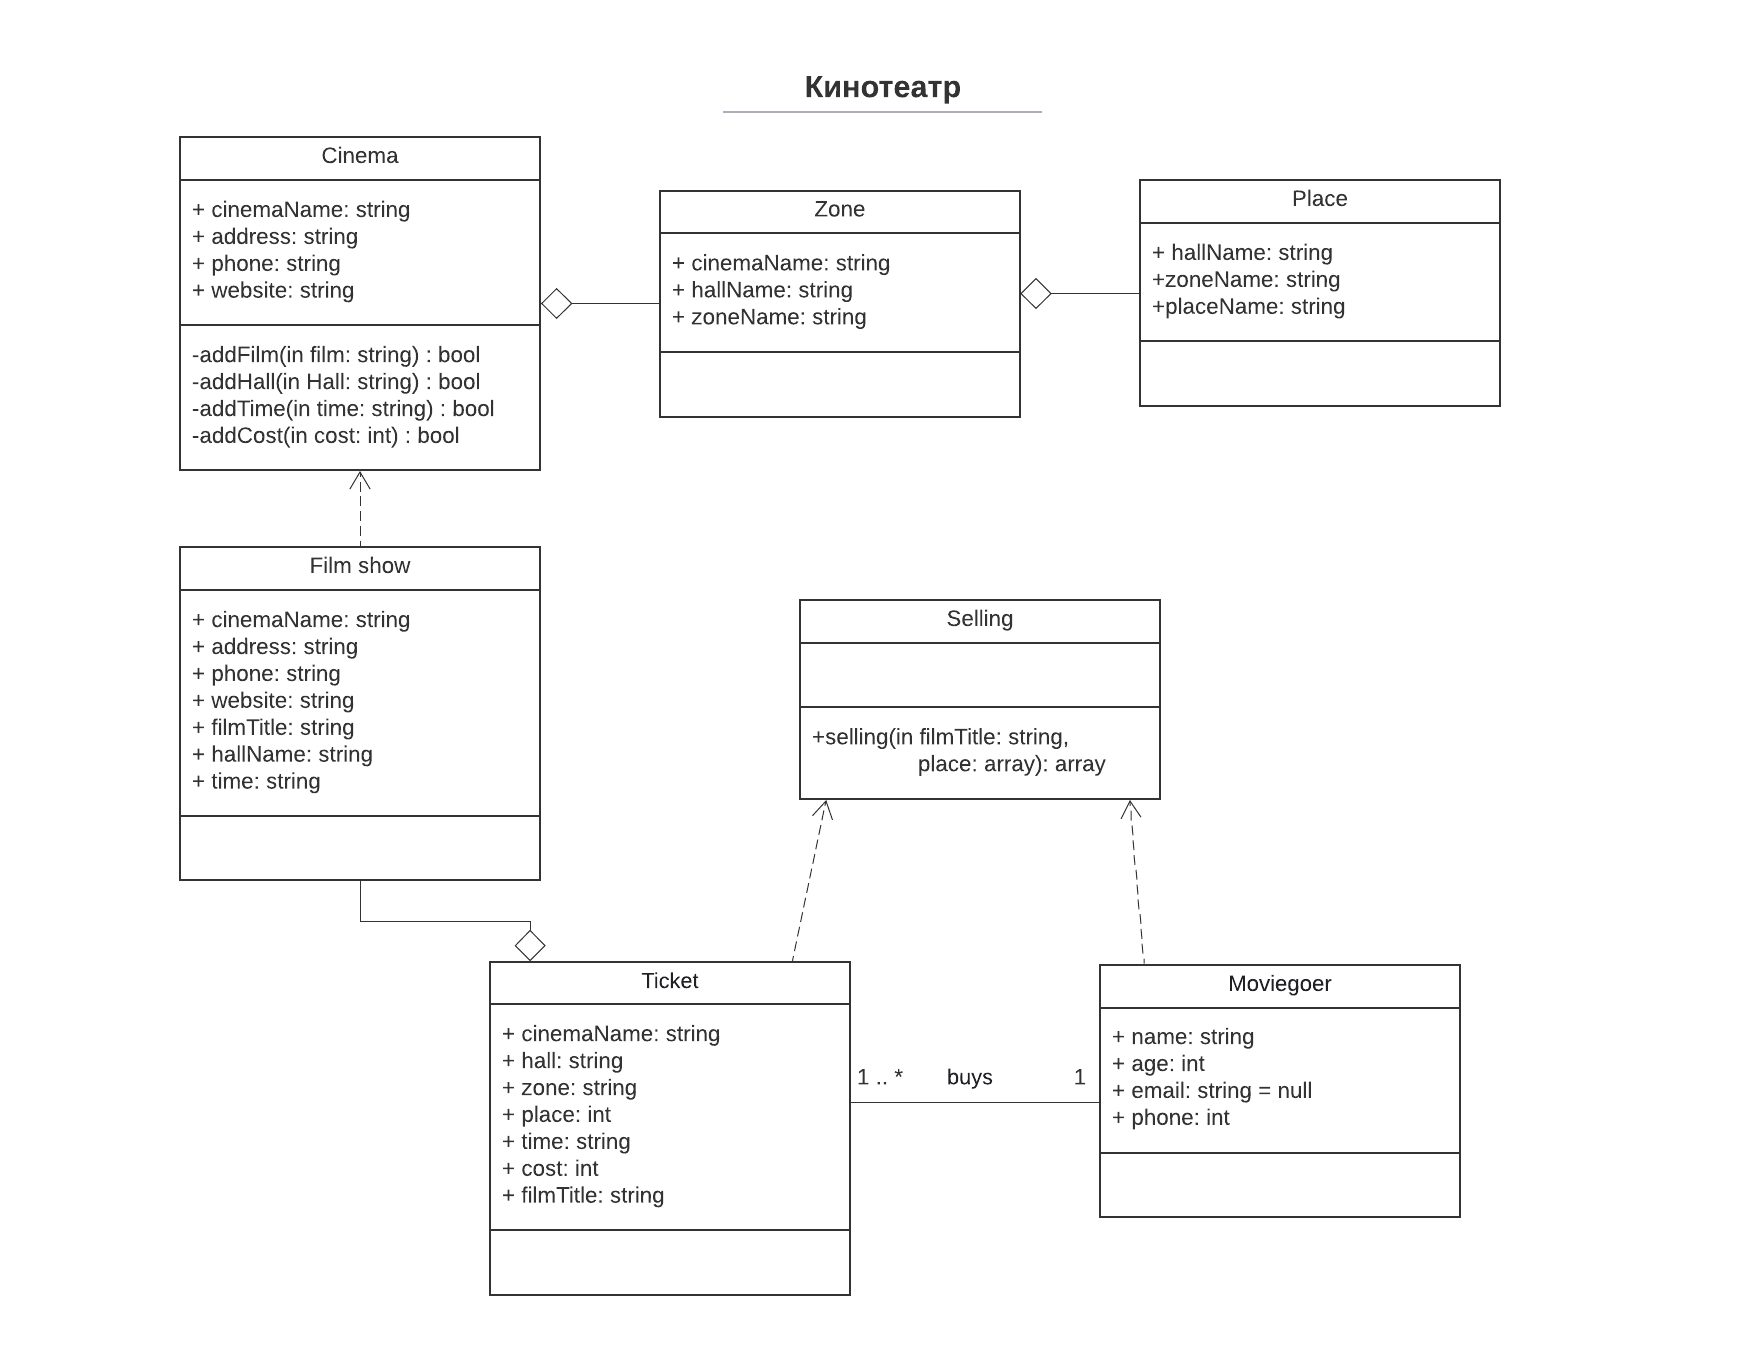 Кинотеатр
Cinema
+ cinemaName: string
+ address: string
+ phone: string
+ website: string
-addFilm(in film: string) : bool
-addHall(in Hall: string) : bool
-addTime(in time: string) : bool
-addCost(in cost: int) : bool
Zone
+ cinemaName: string
+ hallName: string
+ zoneName: string
Place
+ hallName: string
+zoneName: string
+placeName: string
Film show
+ cinemaName: string
+ address: string
+ phone: string
+ website: string
+ filmTitle: string
+ hallName: string
+ time: string
Selling
+selling(in filmTitle: string,
place: array): array
Ticket
+ cinemaName: string
+ hall: string
+ zone: string
+ place: int
+ time: string
+ cost: int
+ filmTitle: string
1 .. * buys 1
Moviegoer
+ name: string
+ age: int
+ email: string = null
+ phone: int